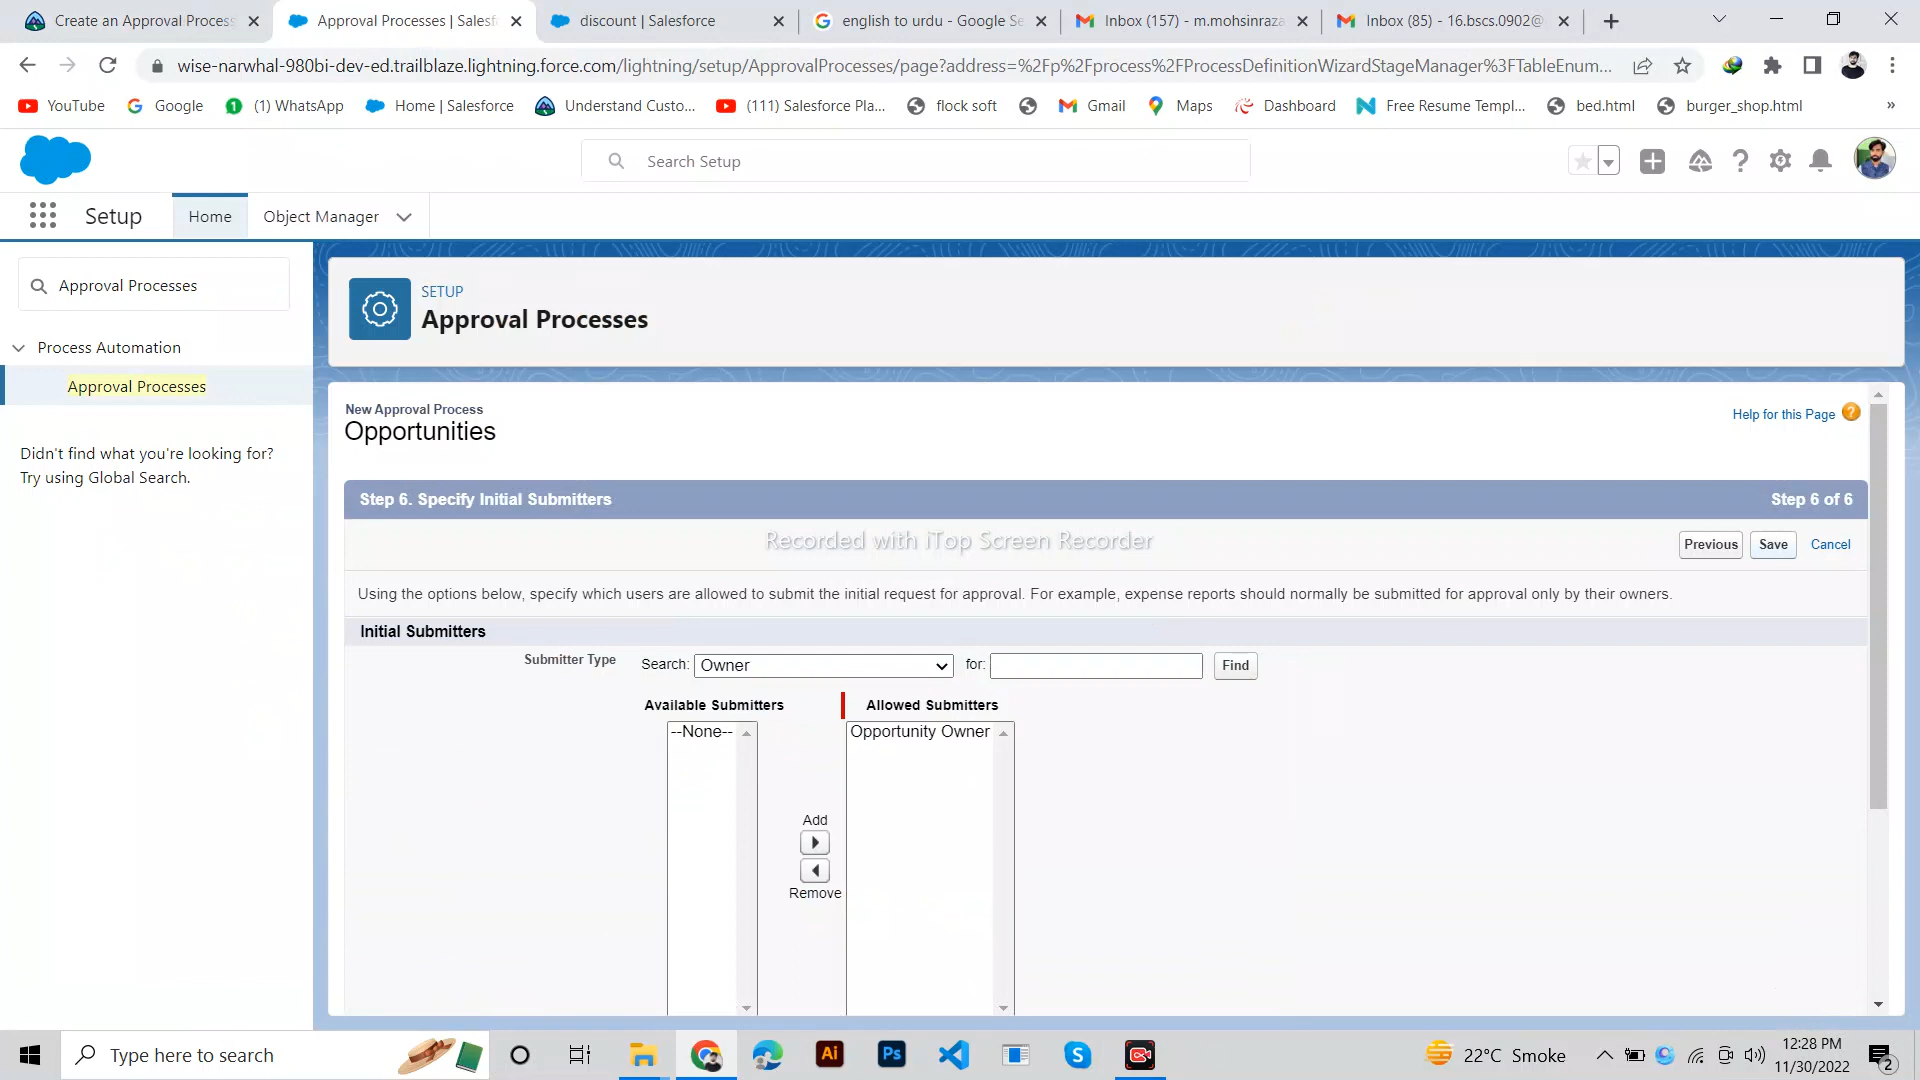 Create an Approval Process
Approval Processes | Salesf
discount | Salesforce
english to urdu - Google Se
Inbox (157) - m.mohsinraza
Inbox (85) - 16.bscs.0902@
wise-narwhal-980bi-dev-ed.trailblaze.lightning.force.com/lightning/setup/ApprovalProcesses/page?address=%2Fp%2Fprocess%2FProcessDefinitionWizardStageManager%3FTableEnum...
YouTube
Google
(1) WhatsApp
Home | Salesforce
Understand Custo...
(111) Salesforce Pla...
flock soft
Gmail
Maps
Dashboard
Free Resume Templ...
bed.html
burger_shop.html
»
Search Setup
Setup
Home
Object Manager
Approval Processes
Process Automation
Approval Processes
Didn't find what you're looking for?
Try using Global Search.
SETUP
Approval Processes
New Approval Process
Opportunities
Help for this Page
Step 6. Specify Initial Submitters
Step 6 of 6
Recorded with iTop Screen Recorder
Previous
Save
Cancel
Using the options below, specify which users are allowed to submit the initial request for approval. For example, expense reports should normally be submitted for approval only by their owners.
Initial Submitters
Submitter Type
Search:
Owner
for:
Find
Available Submitters
Allowed Submitters
--None--
Opportunity Owner
Add
Remove
Type here to search
Ai
Ps
22°C Smoke
12:28 PM
11/30/2022
2